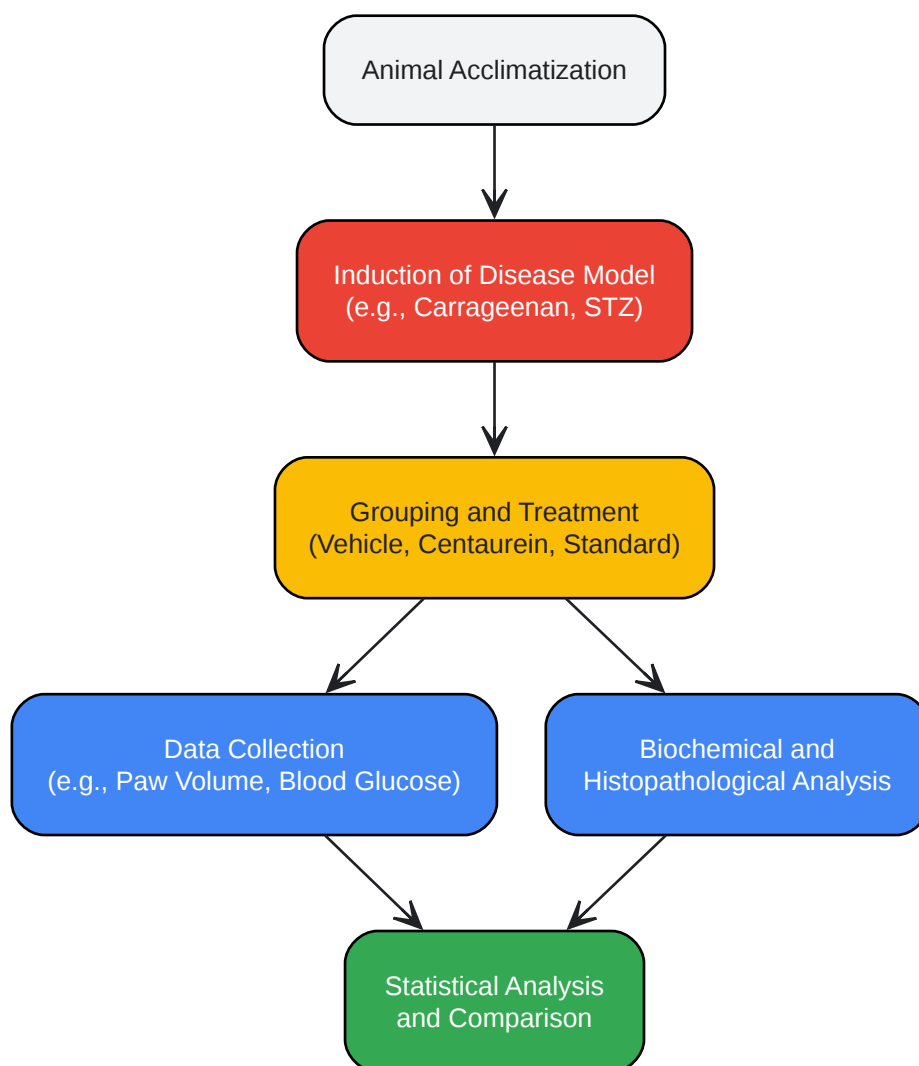 Animal Acclimatization
Induction of Disease Model
(e.g., Carrageenan, STZ)
Grouping and Treatment
(Vehicle, Centaurein, Standard)
Data Collection
(e.g., Paw Volume, Blood Glucose)
Biochemical and
Histopathological Analysis
Statistical Analysis
and Comparison